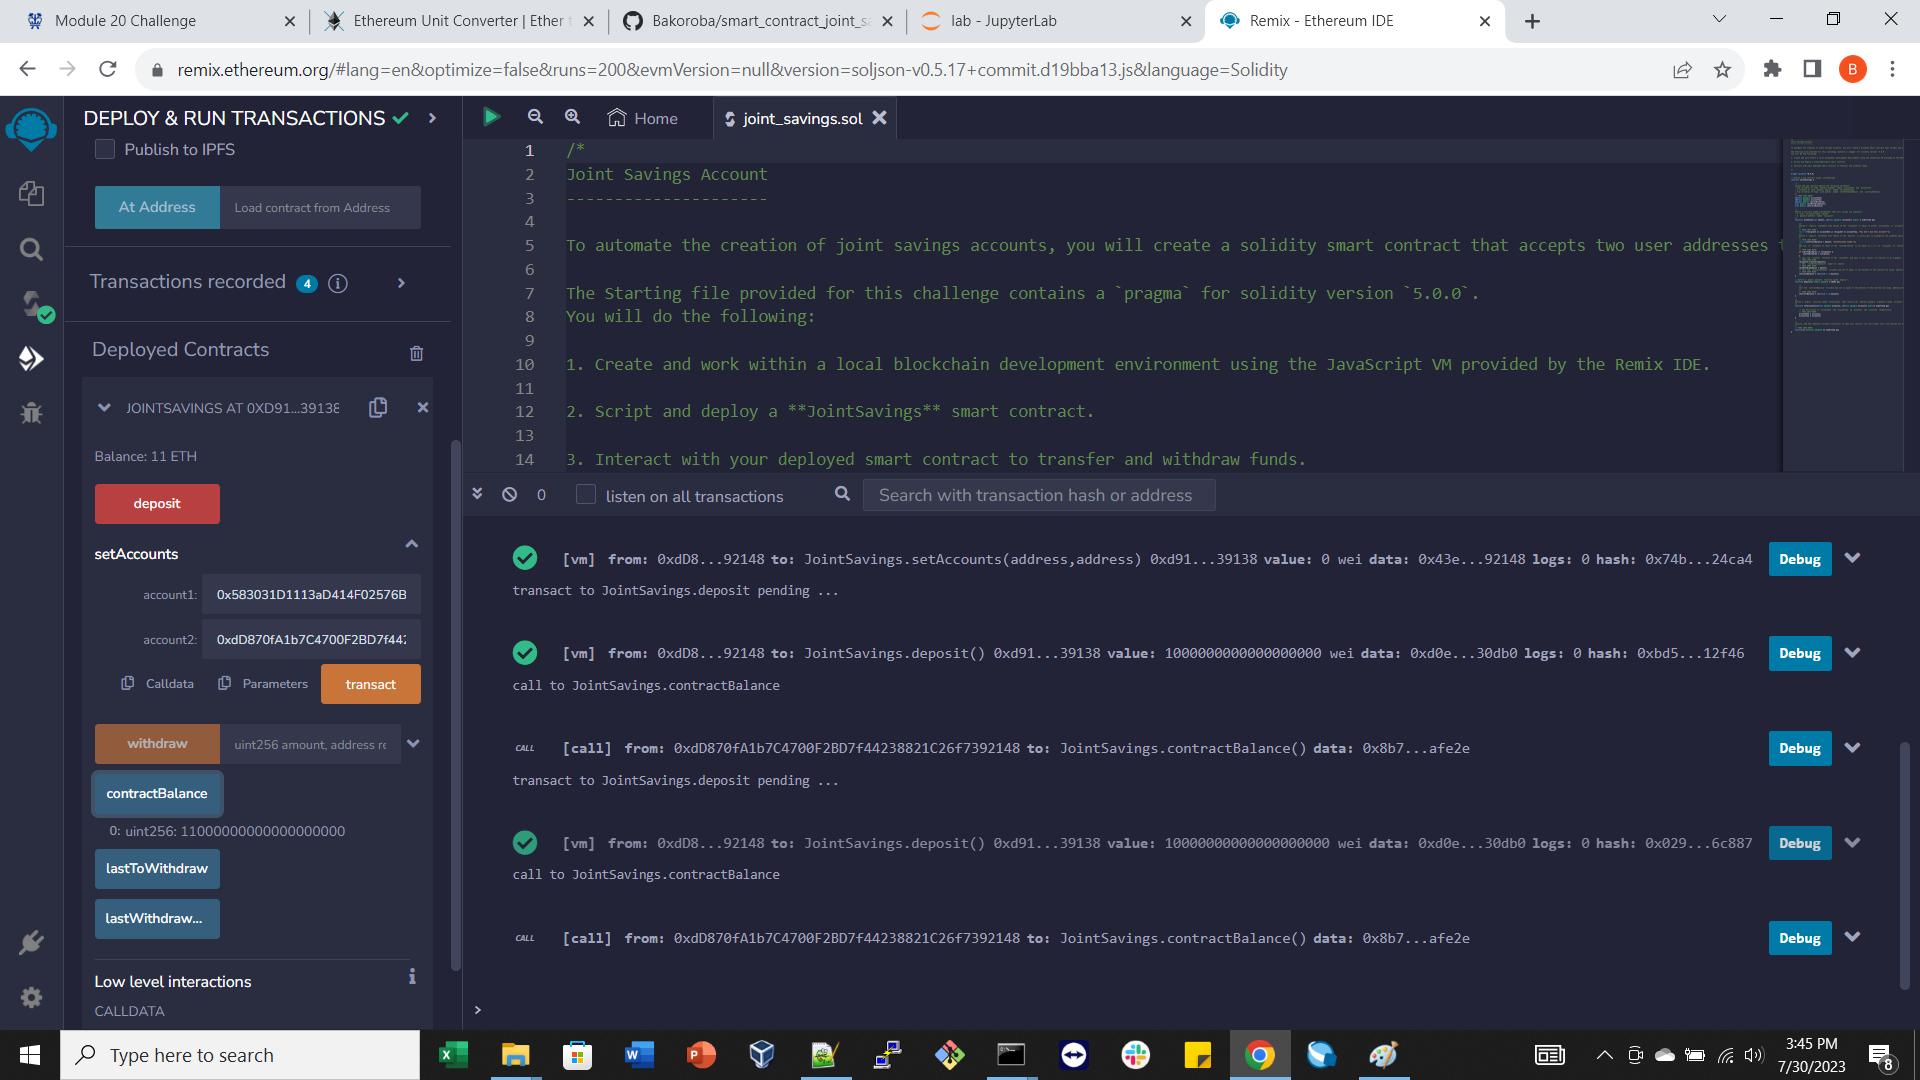 Module 20 Challenge
Ethereum Unit Converter | Ether t
Bakoroba/smart_contract_joint_sa
lab - JupyterLab
Remix - Ethereum IDE
remix.ethereum.org/#lang=en&optimize=false&runs=200&evmVersion=null&version=soljson-v0.5.17+commit.d19bba13.js&language=Solidity
B
DEPLOY & RUN TRANSACTIONS
Publish to IPFS
At Address
Load contract from Address
Transactions recorded 4 i
Deployed Contracts
JOINTSAVINGS AT 0XD91...39138
Balance: 11 ETH
deposit
setAccounts
account1: 0x583031D1113aD414F02576B
account2: 0xdD870fA1b7C4700F2BD7f442
Calldata Parameters transact
withdraw uint256 amount, address re
contractBalance
0: uint256: 11000000000000000000
lastToWithdraw
lastWithdraw...
Low level interactions i
CALLDATA
Home
joint_savings.sol
1 /*
2 Joint Savings Account
3 ---------------------
4
5 To automate the creation of joint savings accounts, you will create a solidity smart contract that accepts two user addresses t
6
7 The Starting file provided for this challenge contains a `pragma` for solidity version `5.0.0`.
8 You will do the following:
9
10 1. Create and work within a local blockchain development environment using the JavaScript VM provided by the Remix IDE.
11
12 2. Script and deploy a **JointSavings** smart contract.
13
14 3. Interact with your deployed smart contract to transfer and withdraw funds.
0 listen on all transactions Search with transaction hash or address
[vm] from: 0xdD8...92148 to: JointSavings.setAccounts(address,address) 0xd91...39138 value: 0 wei data: 0x43e...92148 logs: 0 hash: 0x74b...24ca4 Debug
transact to JointSavings.deposit pending ...
[vm] from: 0xdD8...92148 to: JointSavings.deposit() 0xd91...39138 value: 1000000000000000000 wei data: 0xd0e...30db0 logs: 0 hash: 0xbd5...12f46 Debug
call to JointSavings.contractBalance
CALL [call] from: 0xdD870fA1b7C4700F2BD7f44238821C26f7392148 to: JointSavings.contractBalance() data: 0x8b7...afe2e Debug
transact to JointSavings.deposit pending ...
[vm] from: 0xdD8...92148 to: JointSavings.deposit() 0xd91...39138 value: 10000000000000000000 wei data: 0xd0e...30db0 logs: 0 hash: 0x029...6c887 Debug
call to JointSavings.contractBalance
CALL [call] from: 0xdD870fA1b7C4700F2BD7f44238821C26f7392148 to: JointSavings.contractBalance() data: 0x8b7...afe2e Debug
>
Type here to search
3:45 PM
7/30/2023
8